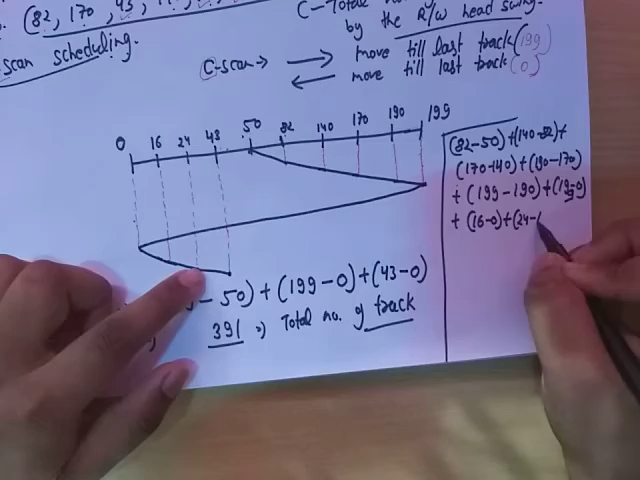 (82, 170, 43,
C-Total
by the R/W head swing.
-scan scheduling.
C-scan → → move till last track (199)
← move till last track (0)
0 16 24 43 50 82 140 170 190 199
(82-50)+(140-82)+
(170-140)+(190-170)
+(199-190)+(199-0)
+(16-0)+(24-
- 50) + (199-0) + (43-0)
391 => Total no. of track